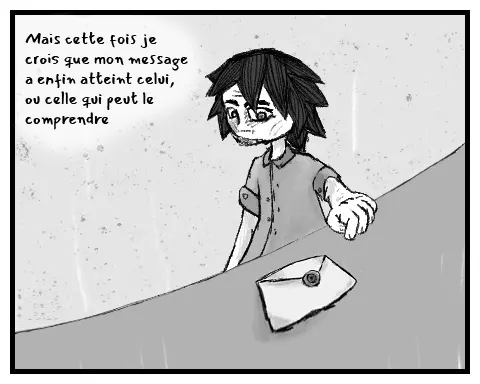 Mais cette fois je
crois que mon message
a enfin atteint celui,
ou celle qui peut le
comprendre